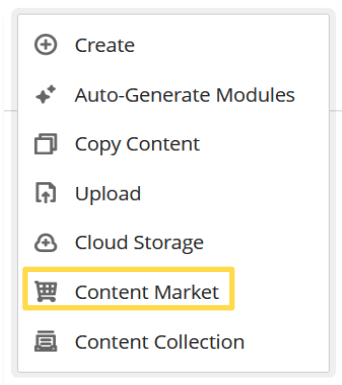 Create
Auto-Generate Modules
Copy Content
Upload
Cloud Storage
Content Market
Content Collection